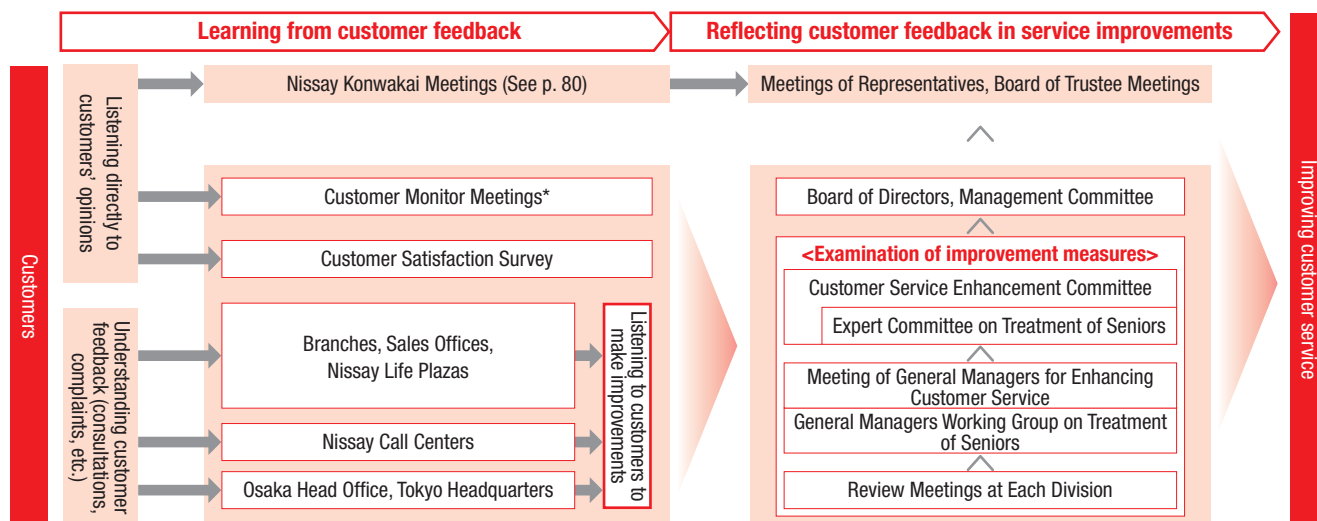 Learning from customer feedback
Reflecting customer feedback in service improvements
Customers
Listening directly to
customers' opinions
Nissay Konwakai Meetings (See p. 80)
Meetings of Representatives, Board of Trustee Meetings
Customer Monitor Meetings*
Customer Satisfaction Survey
Understanding customer
feedback (consultations,
complaints, etc.)
Branches, Sales Offices,
Nissay Life Plazas
Nissay Call Centers
Osaka Head Office, Tokyo Headquarters
Listening to customers to
make improvements
Board of Directors, Management Committee
<Examination of improvement measures>
Customer Service Enhancement Committee
Expert Committee on Treatment of Seniors
Meeting of General Managers for Enhancing
Customer Service
General Managers Working Group on Treatment
of Seniors
Review Meetings at Each Division
Improving customer service